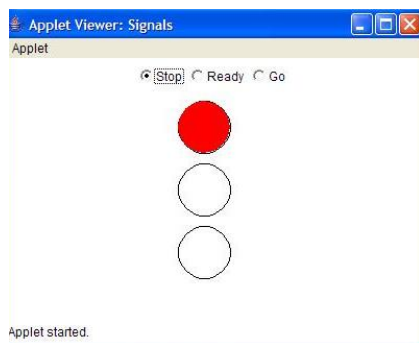 Applet Viewer: Signals
Applet
Stop Ready Go
Applet started.